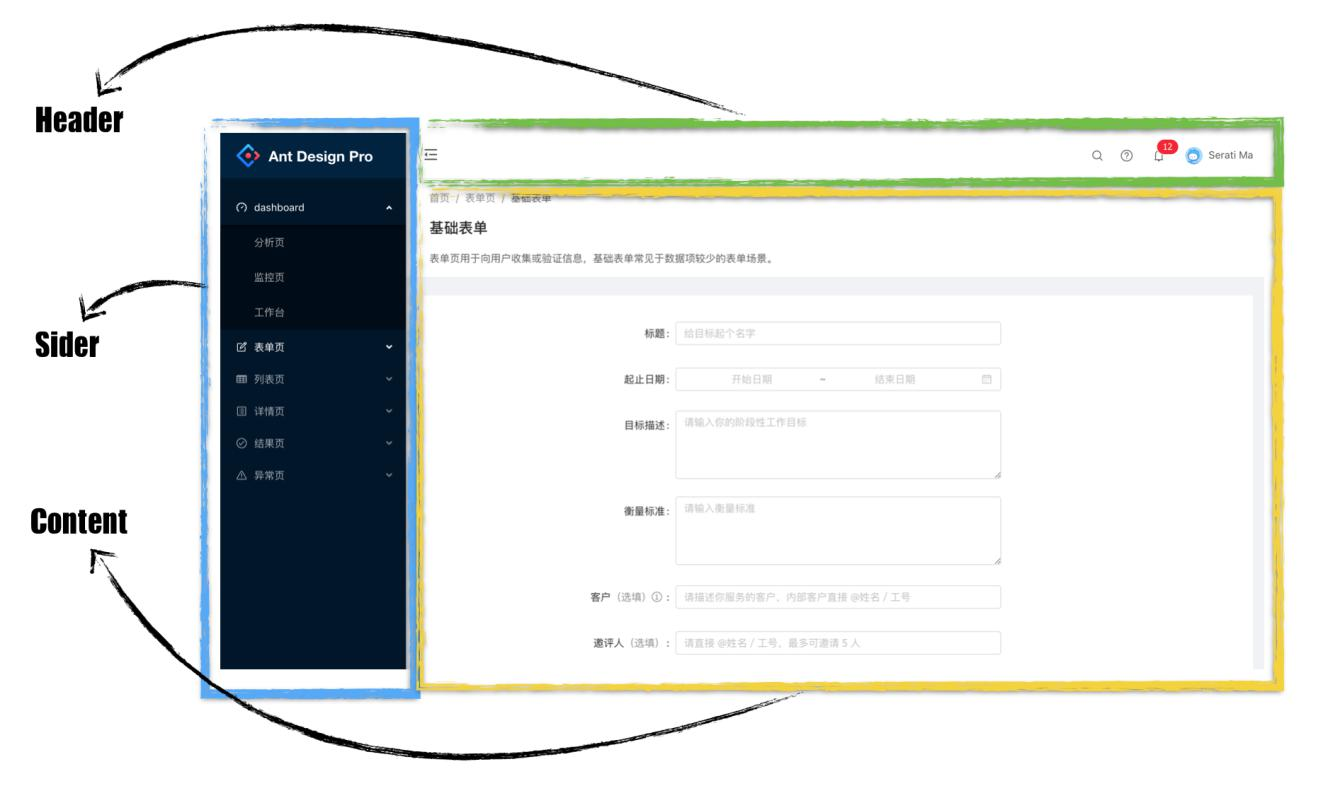 Header
Ant Design Pro
12
Serati Ma
dashboard
分析页
监控页
工作台
表单页
列表页
详情页
结果页
异常页
Sider
Content
首页 / 表单页 / 基础表单
基础表单
表单页用于向用户收集或验证信息，基础表单常见于数据项较少的表单场景。
标题： 给目标起个名字
起止日期： 开始日期 ~ 结束日期
目标描述： 请输入你的阶段性工作目标
衡量标准： 请输入衡量标准
客户（选填）： 请描述你服务的客户，内部客户直接 @姓名／工号
邀评人（选填）： 请直接 @姓名／工号，最多可邀请 5 人